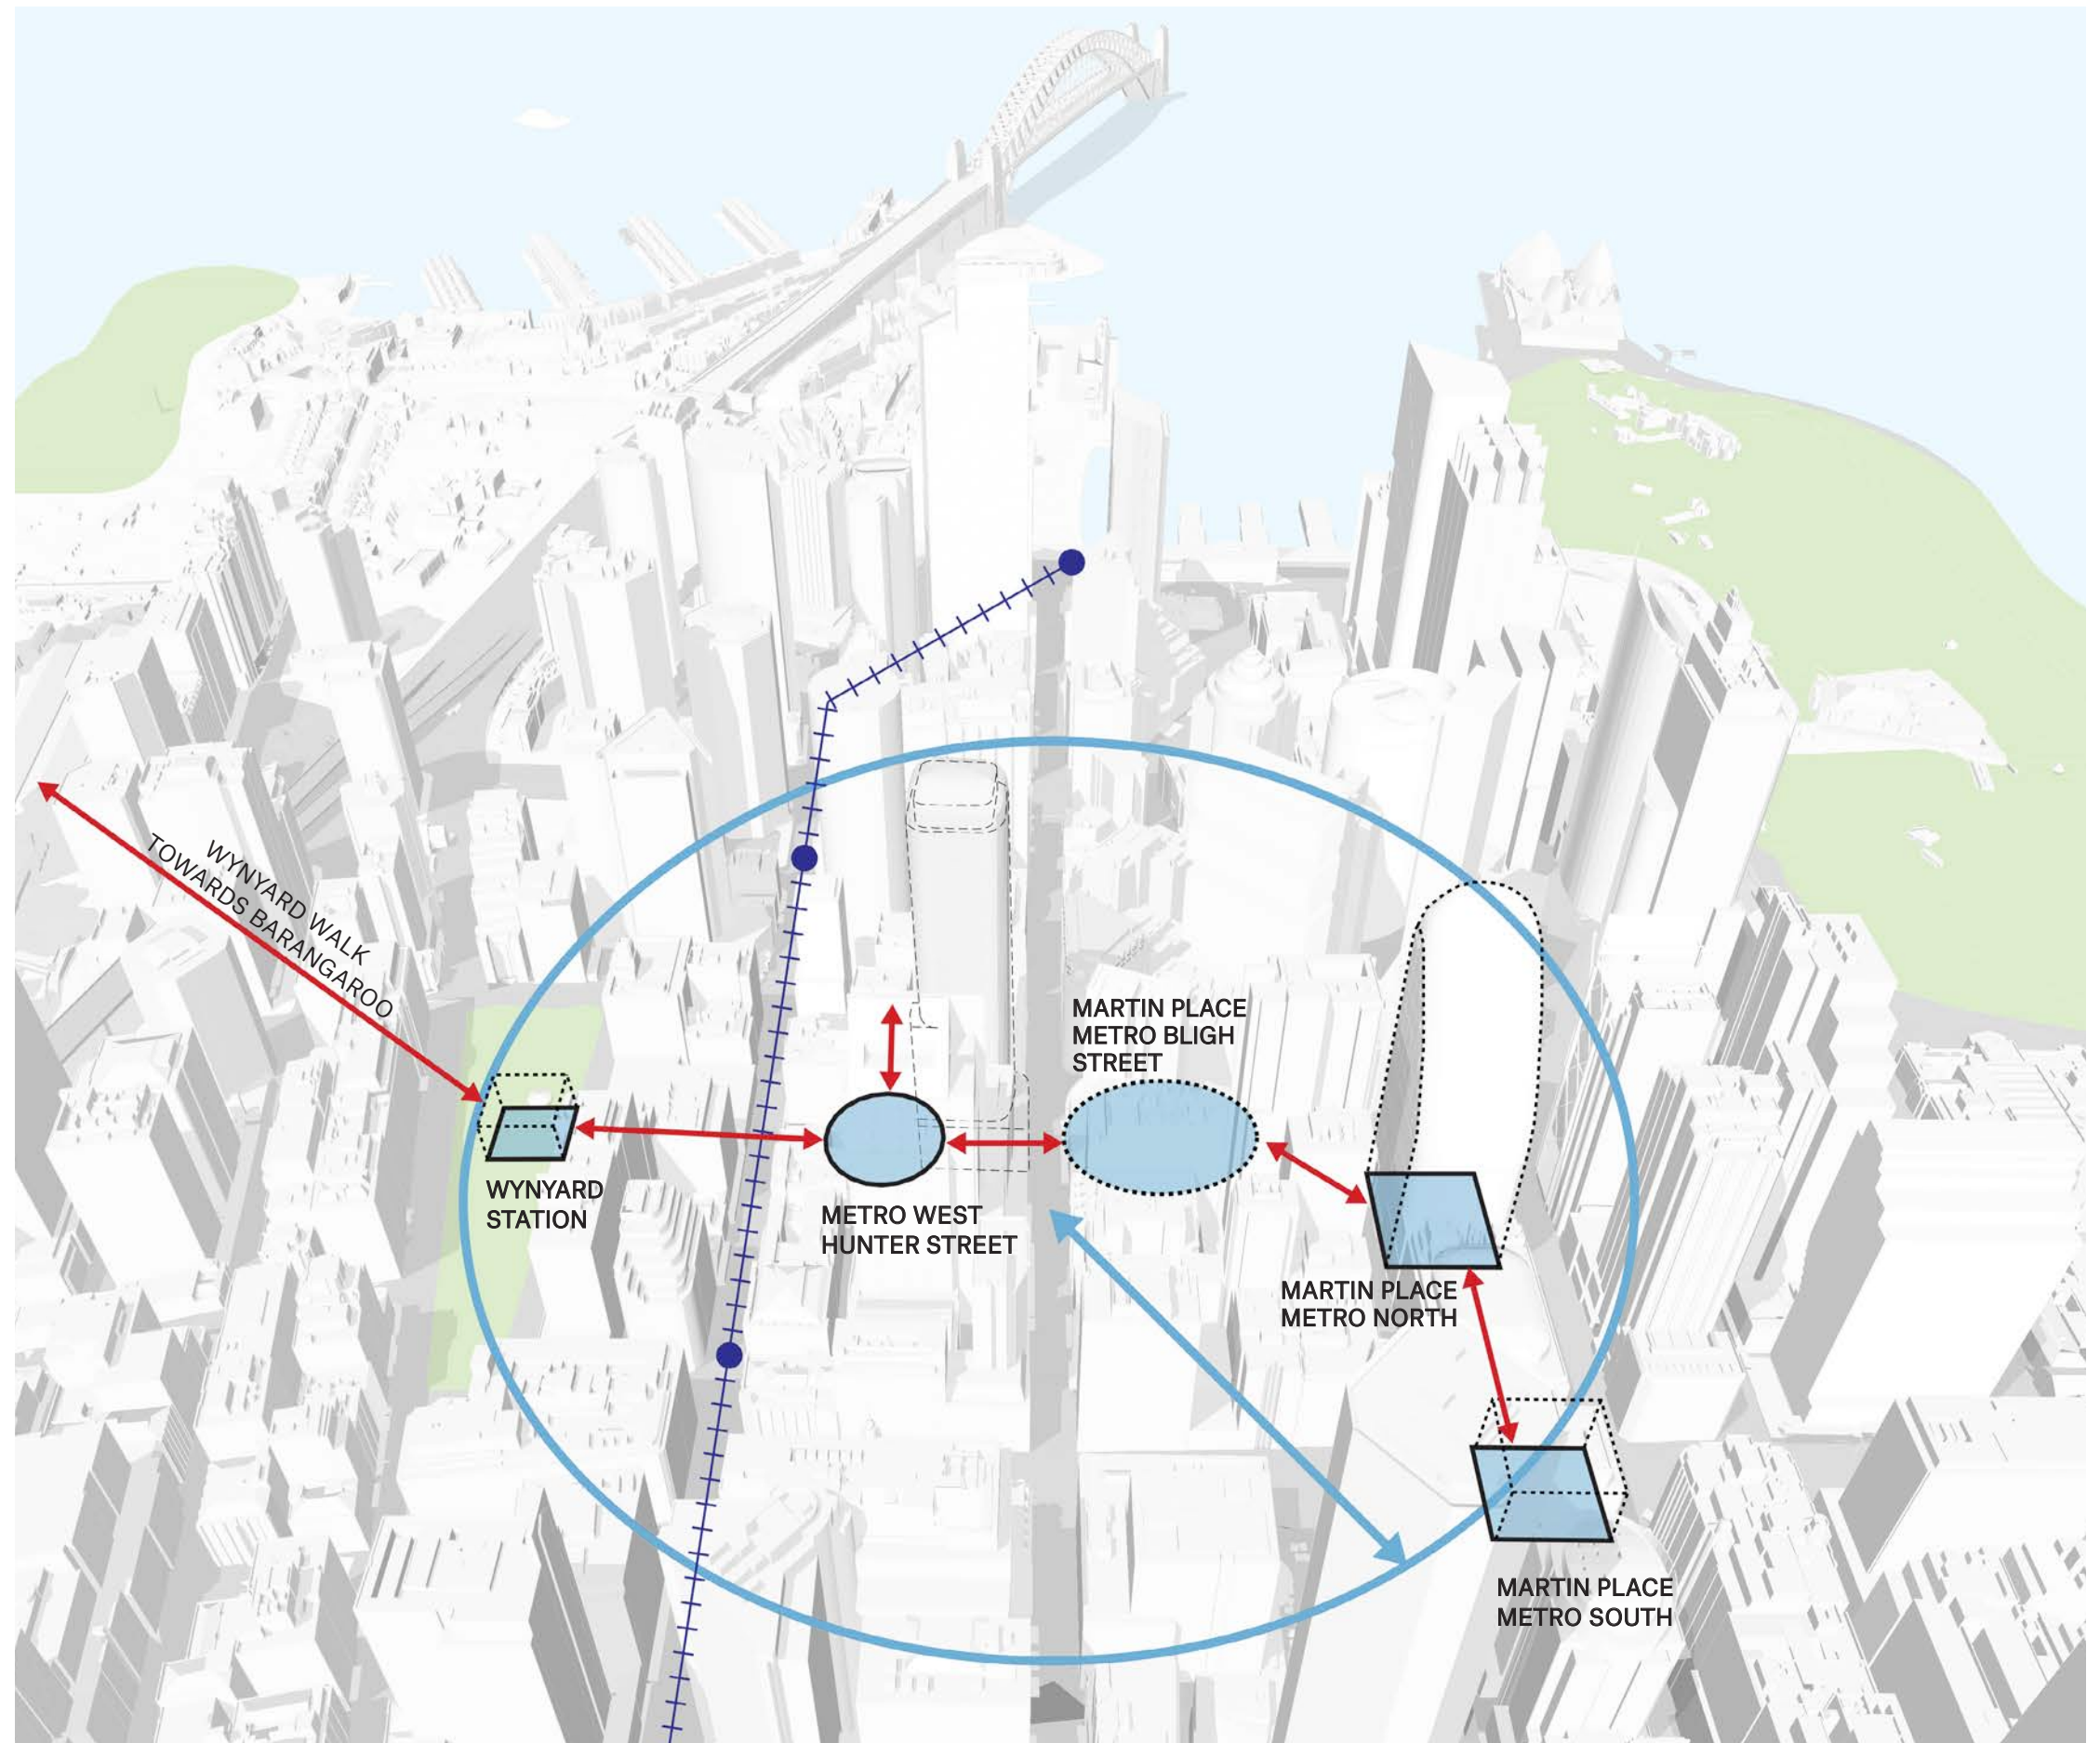 WYNYARD WALK
TOWARDS BARANGAROO
MARTIN PLACE
METRO BLIGH
STREET
WYNYARD
STATION
METRO WEST
HUNTER STREET
MARTIN PLACE
METRO NORTH
MARTIN PLACE
METRO SOUTH